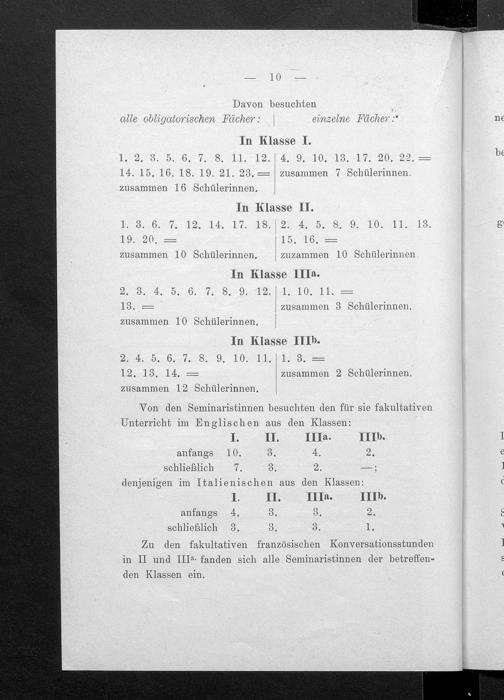 — 10 —
Davon besuchten
alle obligatorischen Fächer: | einzelne Fächer:
In Klasse I.
1. 2. 3. 5. 6. 7. 8. 11. 12. | 4. 9. 10. 13. 17. 20. 22. =
14. 15. 16. 18. 19. 21. 23. = | zusammen 7 Schülerinnen.
zusammen 16 Schülerinnen.
In Klasse II.
1. 3. 6. 7. 12. 14. 17. 18. | 2. 4. 5. 8. 9. 10. 11. 13.
19. 20. = | 15. 16. =
zusammen 10 Schülerinnen. | zuzammen 10 Schülerinnen
In Klasse IIIa.
2. 3. 4. 5. 6. 7. 8. 9. 12. | 1. 10. 11. =
13. = | zusammen 3 Schülerinnen.
zusammen 10 Schülerinnen.
In Klasse IIIb.
2. 4. 5. 6. 7. 8. 9. 10. 11. | 1. 3. =
12. 13. 14. = | zusammen 2 Schülerinnen.
zusammen 12 Schülerinnen.
Von den Seminaristinnen besuchten den für sie fakultativen
Unterricht im Englischen aus den Klassen:
I. II. IIIa. IIIb.
anfangs 10. 3. 4. 2.
schließlich 7. 3. 2. —;
denjenigen im Italienischen aus den Klassen:
I. II. IIIa. IIIb.
anfangs 4. 3. 3. 2.
schließlich 3. 3. 3. 1.
Zu den fakultativen französischen Konversationsstunden
in II und IIIa. fanden sich alle Seminaristinnen der betreffen-
den Klassen ein.